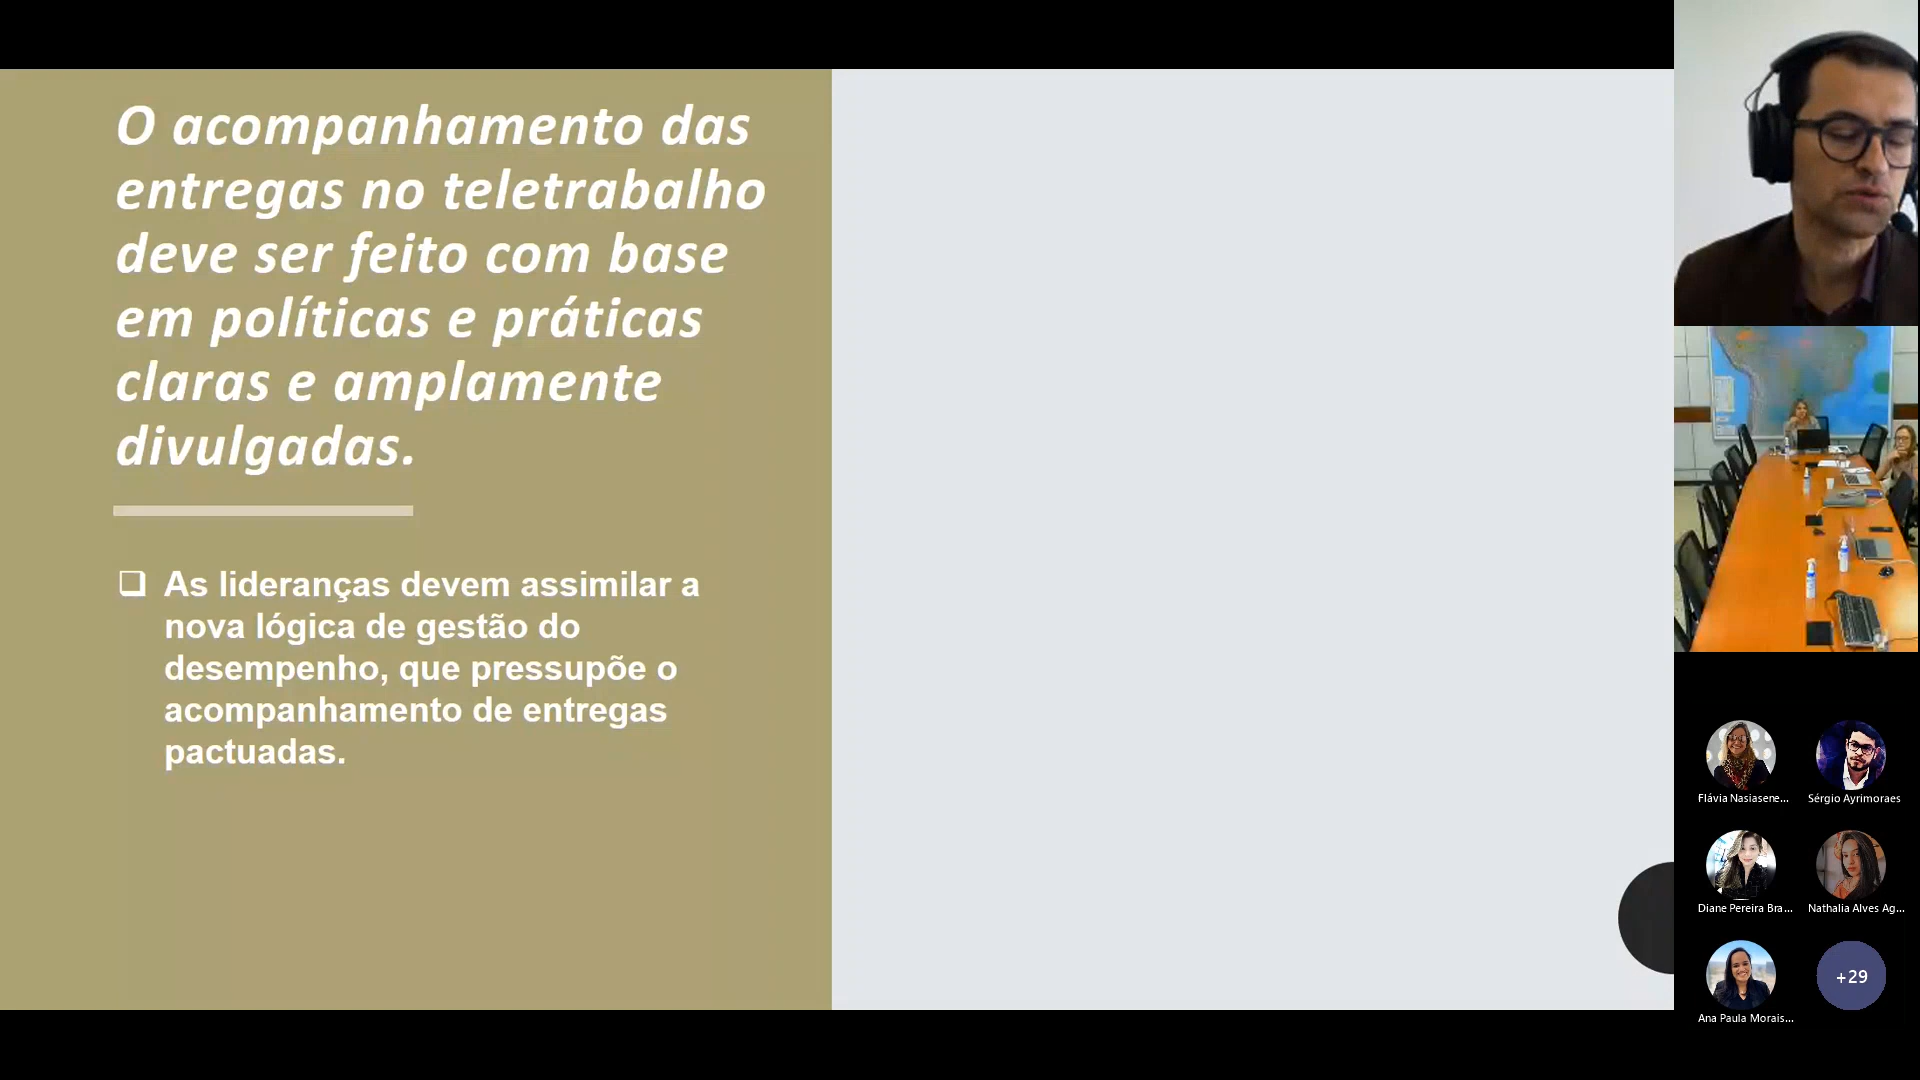 O acompanhamento das
entregas no teletrabalho
deve ser feito com base
em políticas e práticas
claras e amplamente
divulgadas.
❑ As lideranças devem assimilar a
nova lógica de gestão do
desempenho, que pressupõe o
acompanhamento de entregas
pactuadas.
Flávia Nasiasene...
Sérgio Ayrimoraes
Diane Pereira Bra...
Nathalia Alves Ag...
Ana Paula Morais...
+29